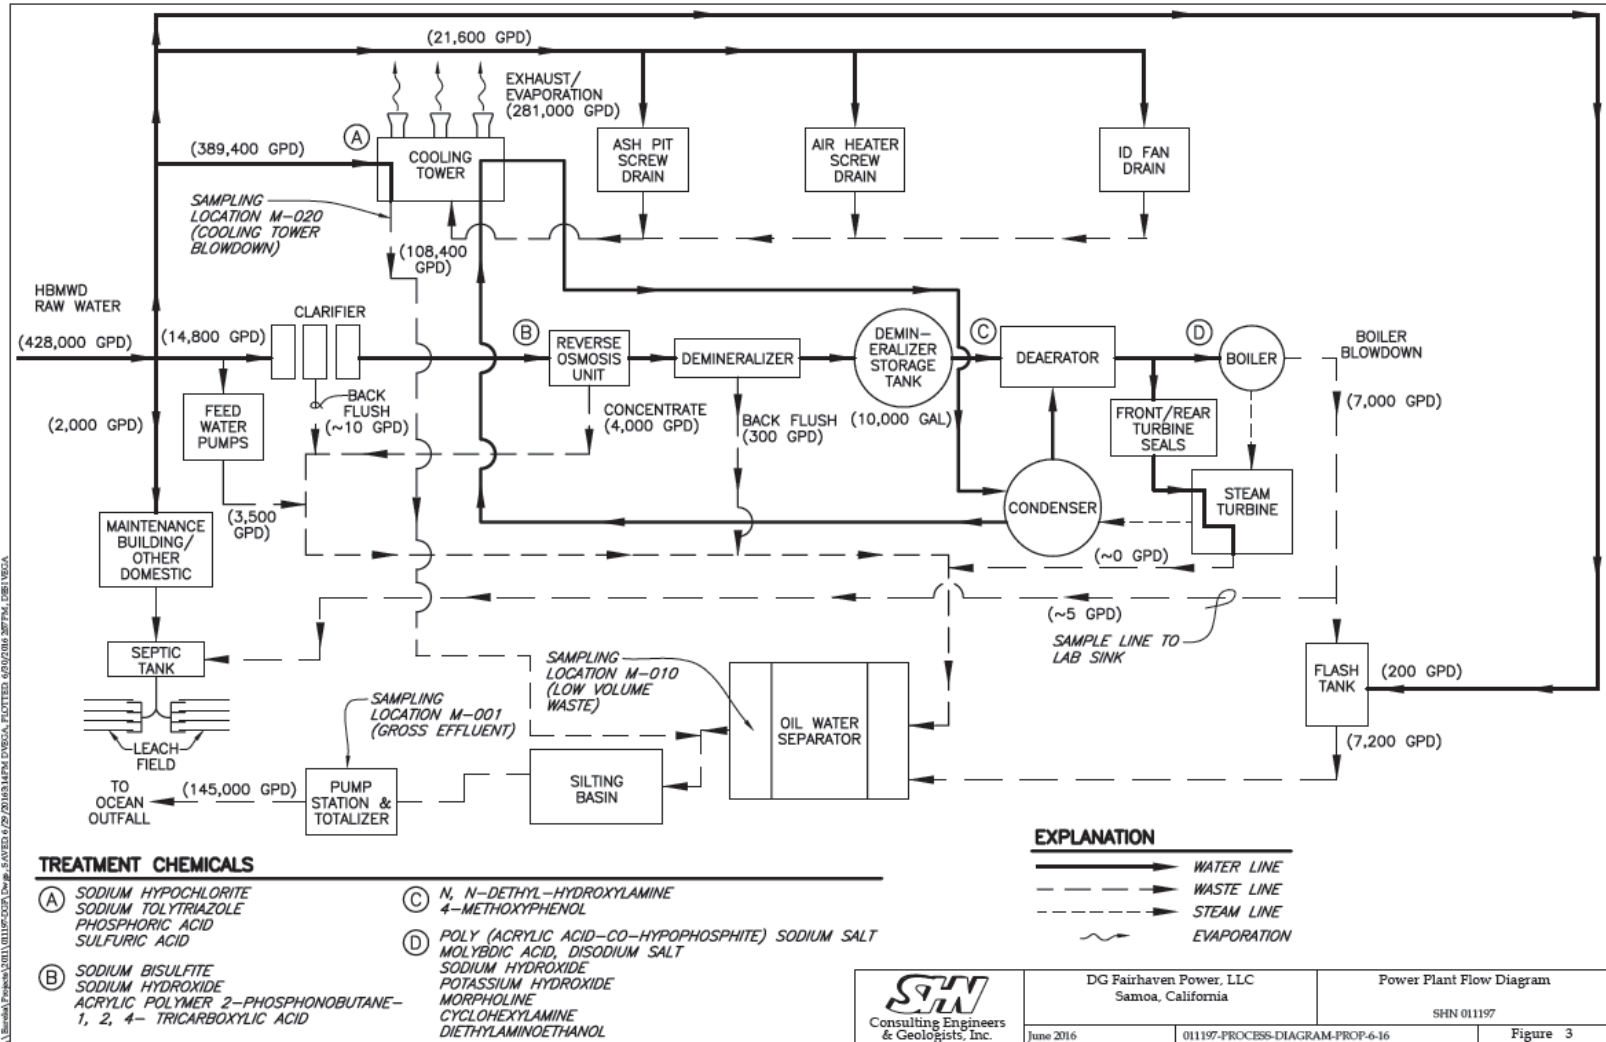 (21,600 GPD)
EXHAUST/
EVAPORATION
(281,000 GPD)
A
(389,400 GPD)
COOLING
TOWER
ASH PIT
SCREW
DRAIN
AIR HEATER
SCREW
DRAIN
ID FAN
DRAIN
SAMPLING
LOCATION M-020
(COOLING TOWER
BLOWDOWN)
(108,400
GPD)
HBMWD
RAW WATER
(428,000 GPD)
(14,800 GPD)
CLARIFIER
B
REVERSE
OSMOSIS
UNIT
DEMINERALIZER
DEMIN-
ERALIZER
STORAGE
TANK
(10,000 GAL)
C
DEAERATOR
D
BOILER
BOILER
BLOWDOWN
(7,000 GPD)
(2,000 GPD)
FEED
WATER
PUMPS
BACK
FLUSH
(~10 GPD)
CONCENTRATE
(4,000 GPD)
BACK FLUSH
(300 GPD)
FRONT/REAR
TURBINE
SEALS
STEAM
TURBINE
CONDENSER
(3,500
GPD)
MAINTENANCE
BUILDING/
OTHER
DOMESTIC
(~0 GPD)
(~5 GPD)
SAMPLE LINE TO
LAB SINK
SEPTIC
TANK
SAMPLING
LOCATION M-010
(LOW VOLUME
WASTE)
FLASH
TANK
(200 GPD)
(7,200 GPD)
SAMPLING
LOCATION M-001
(GROSS EFFLUENT)
OIL WATER
SEPARATOR
LEACH
FIELD
TO
OCEAN
OUTFALL
(145,000 GPD)
PUMP
STATION &
TOTALIZER
SILTING
BASIN
EXPLANATION
WATER LINE
WASTE LINE
STEAM LINE
EVAPORATION
TREATMENT CHEMICALS
A
SODIUM HYPOCHLORITE
SODIUM TOLYTRIAZOLE
PHOSPHORIC ACID
SULFURIC ACID
B
SODIUM BISULFITE
SODIUM HYDROXIDE
ACRYLIC POLYMER 2-PHOSPHONOBUTANE-
1, 2, 4- TRICARBOXYLIC ACID
C
N, N-DETHYL-HYDROXYLAMINE
4-METHOXYPHENOL
D
POLY (ACRYLIC ACID-CO-HYPOPHOSPHITE) SODIUM SALT
MOLYBDIC ACID, DISODIUM SALT
SODIUM HYDROXIDE
POTASSIUM HYDROXIDE
MORPHOLINE
CYCLOHEXYLAMINE
DIETHYLAMINOETHANOL
SHN
Consulting Engineers
& Geologists, Inc.
DG Fairhaven Power, LLC
Samoa, California
Power Plant Flow Diagram
SHN 011197
June 2016
011197-PROCESS-DIAGRAM-PROP-6-16
Figure 3